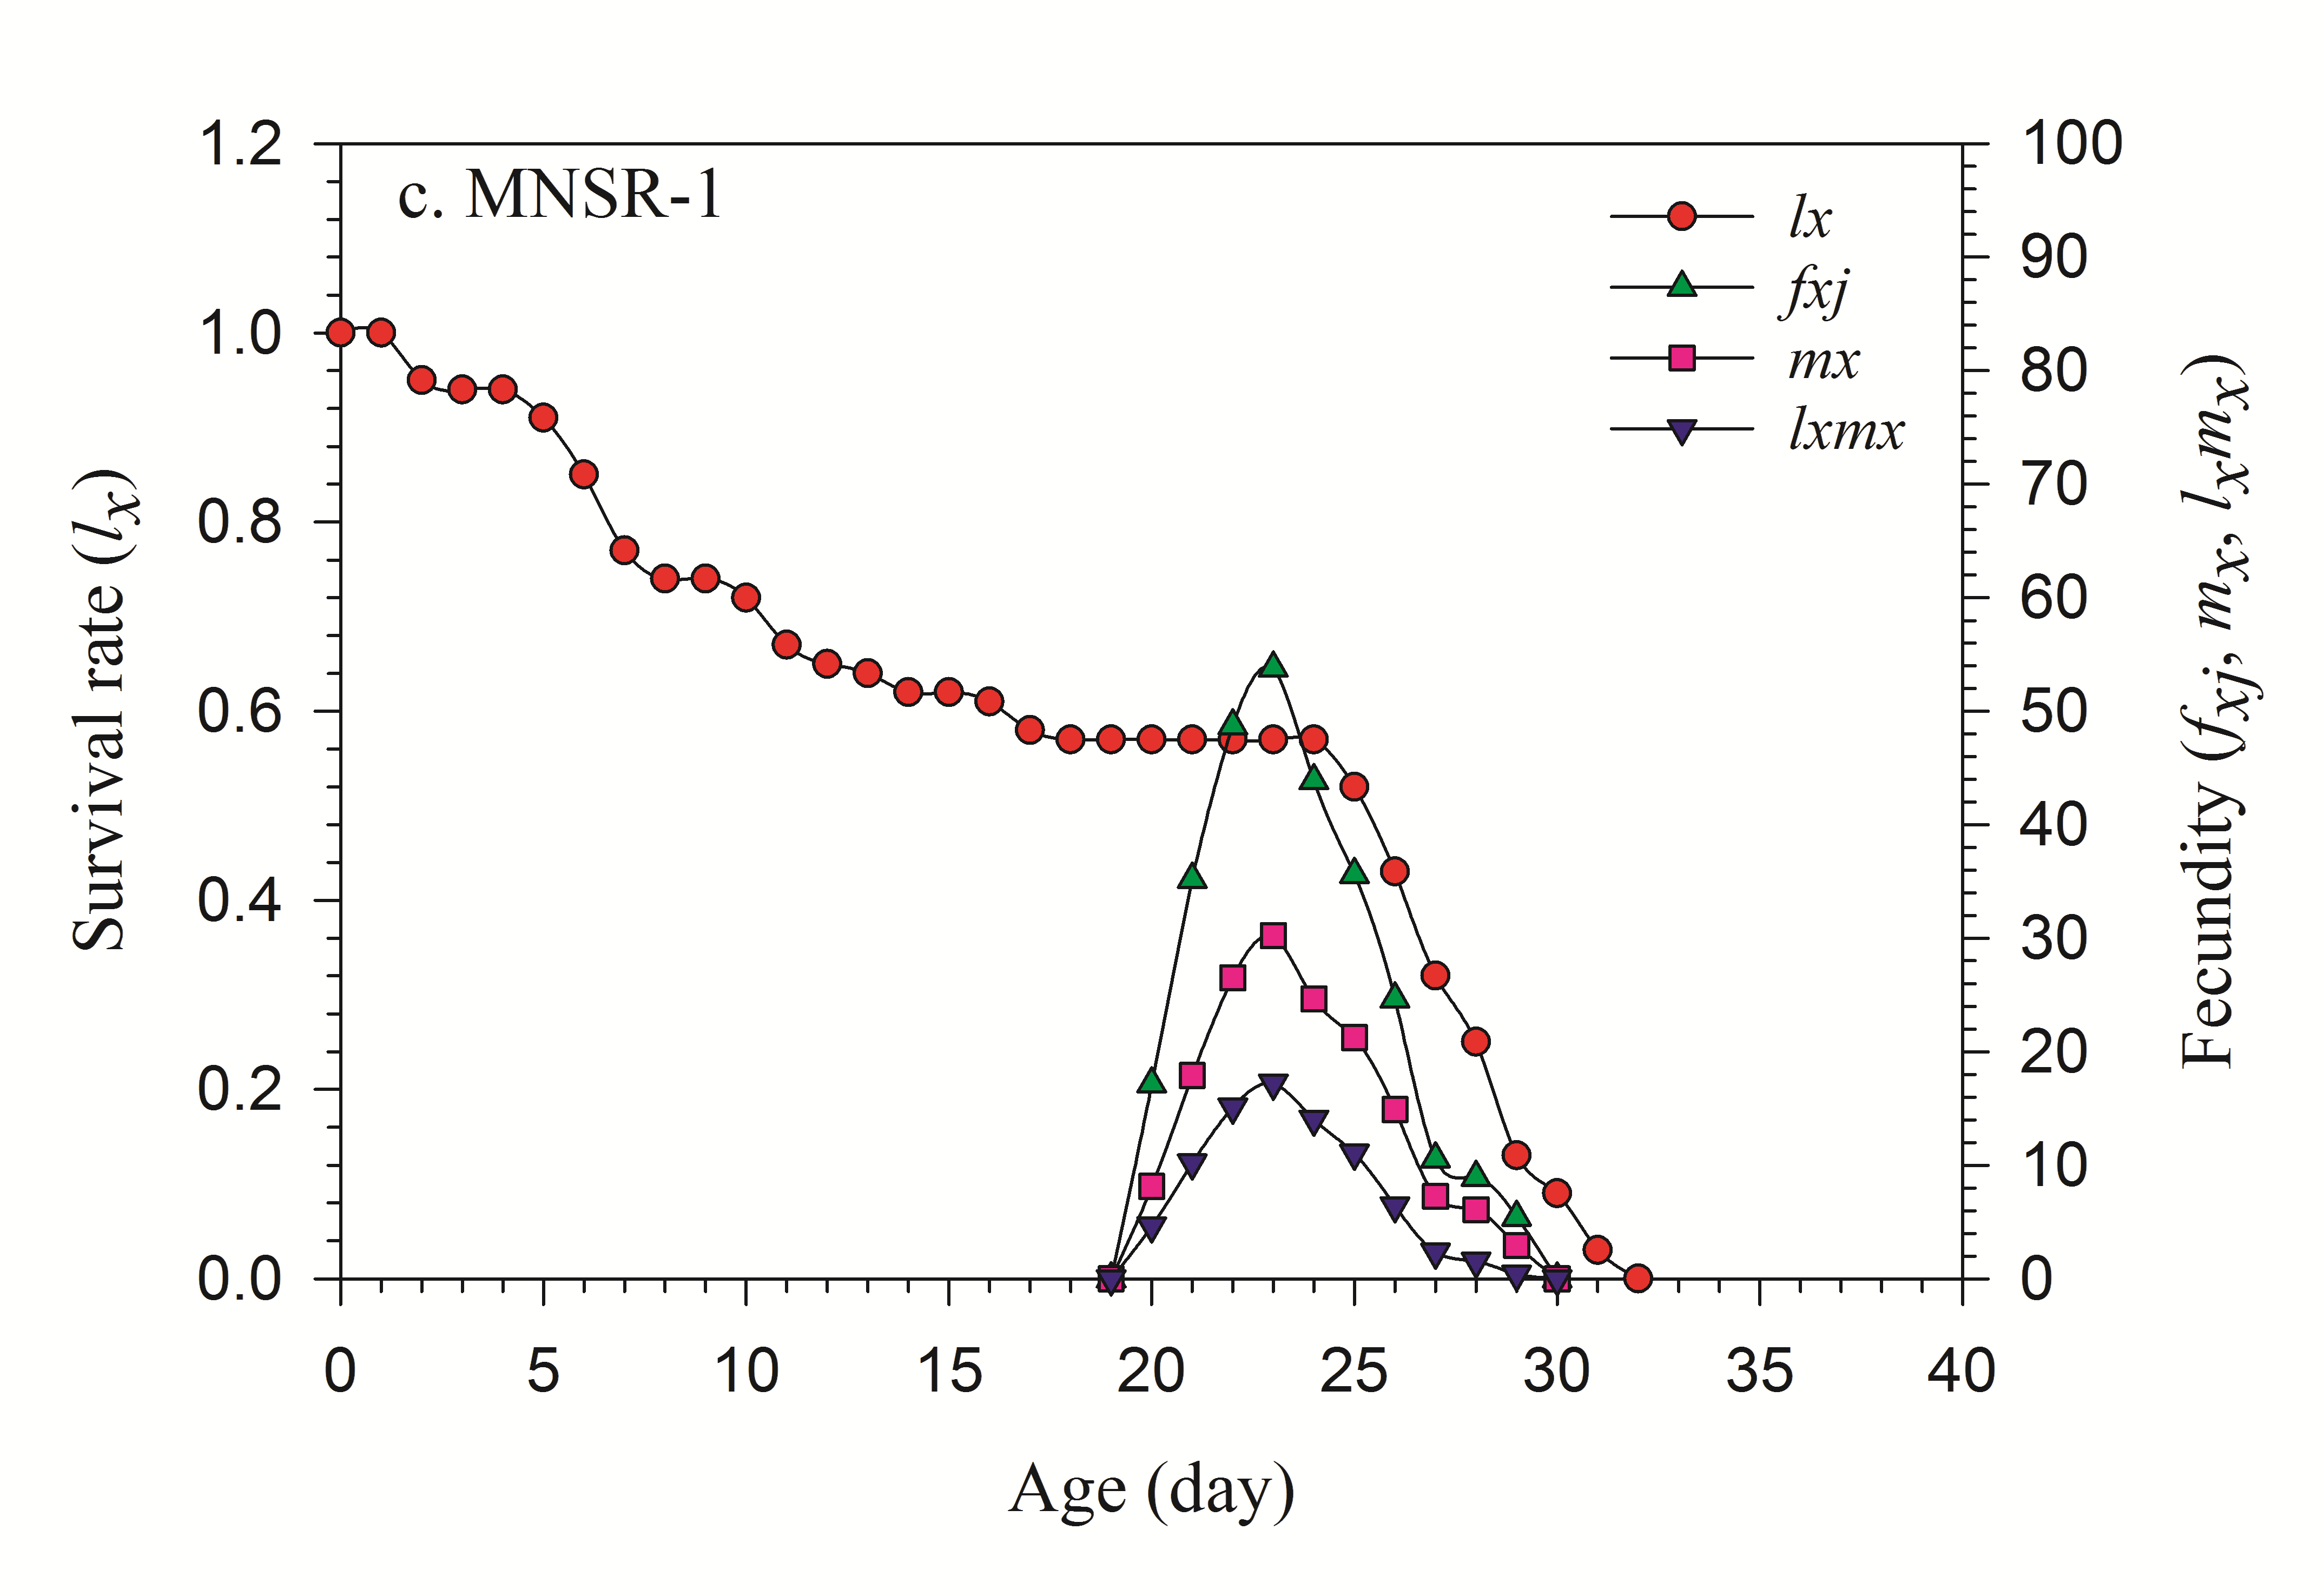 c. MNSR-1
lx
fxj
mx
lxmx
1.2
1.0
0.8
0.6
0.4
0.2
0.0
Survival rate (lx)
100
90
80
70
60
50
40
30
20
10
0
Fecundity (fxj, mx, lxmx)
0 5 10 15 20 25 30 35 40
Age (day)